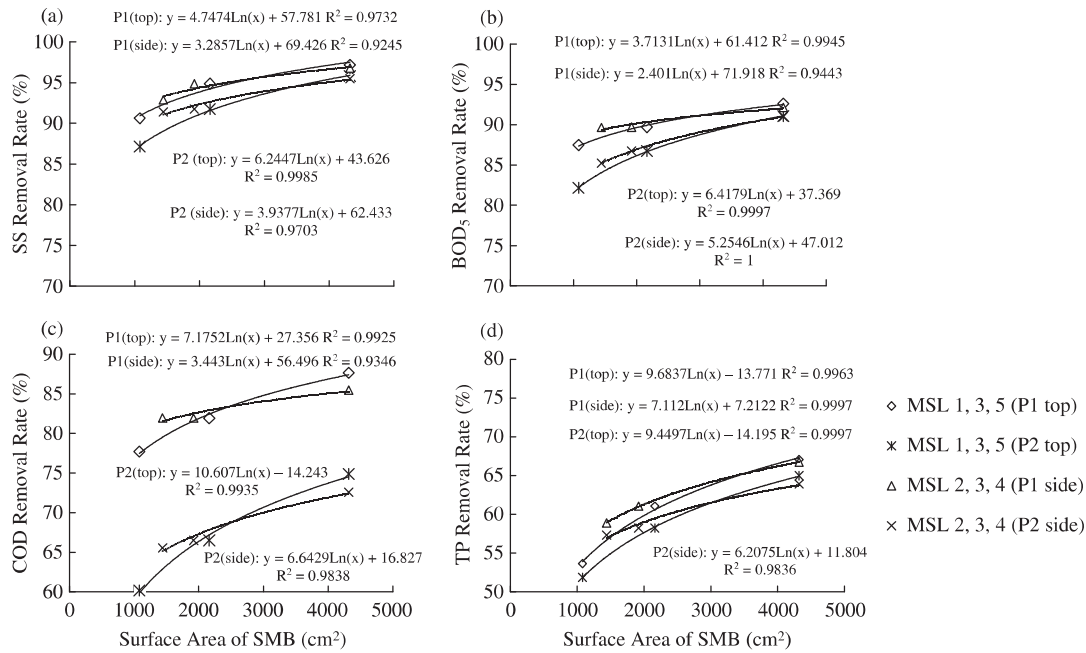 (a)
P1(top): y = 4.7474Ln(x) + 57.781 R² = 0.9732
P1(side): y = 3.2857Ln(x) + 69.426 R² = 0.9245
100
95
90
85
80
75
70
SS Removal Rate (%)
P2 (top): y = 6.2447Ln(x) + 43.626
R² = 0.9985
P2 (side): y = 3.9377Ln(x) + 62.433
R² = 0.9703
0
1000
2000
3000
4000
5000
(b)
P1(top): y = 3.7131Ln(x) + 61.412 R² = 0.9945
P1(side): y = 2.401Ln(x) + 71.918 R² = 0.9443
100
95
90
85
80
75
70
BOD₅ Removal Rate (%)
P2(top): y = 6.4179Ln(x) + 37.369
R² = 0.9997
P2(side): y = 5.2546Ln(x) + 47.012
R² = 1
0
1000
2000
3000
4000
5000
(c)
P1(top): y = 7.1752Ln(x) + 27.356 R² = 0.9925
P1(side): y = 3.443Ln(x) + 56.496 R² = 0.9346
90
85
80
75
70
65
60
COD Removal Rate (%)
P2(top): y = 10.607Ln(x) – 14.243
R² = 0.9935
P2(side): y = 6.6429Ln(x) + 16.827
R² = 0.9838
0
1000
2000
3000
4000
5000
Surface Area of SMB (cm²)
(d)
80
75
70
65
60
55
50
TP Removal Rate (%)
P1(top): y = 9.6837Ln(x) – 13.771 R² = 0.9963
P1(side): y = 7.112Ln(x) + 7.2122 R² = 0.9997
P2(top): y = 9.4497Ln(x) – 14.195 R² = 0.9997
P2(side): y = 6.2075Ln(x) + 11.804
R² = 0.9836
0
1000
2000
3000
4000
5000
Surface Area of SMB (cm²)
MSL 1, 3, 5 (P1 top)
MSL 1, 3, 5 (P2 top)
MSL 2, 3, 4 (P1 side)
MSL 2, 3, 4 (P2 side)